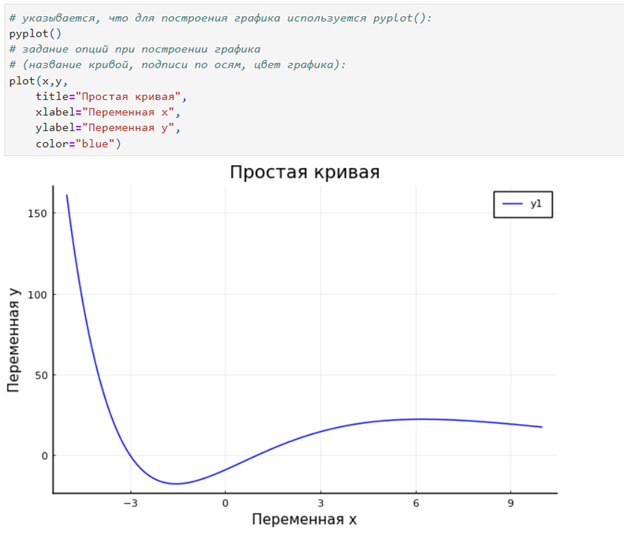 # указывается, что для построения графика используется pyplot():
pyplot()
# задание опций при построении графика
# (название кривой, подписи по осям, цвет графика):
plot(x,y,
    title="Простая кривая",
    xlabel="Переменная x",
    ylabel="Переменная y",
    color="blue")
Простая кривая
y1
Переменная y
150
100
50
0
−3 0 3 6 9
Переменная x